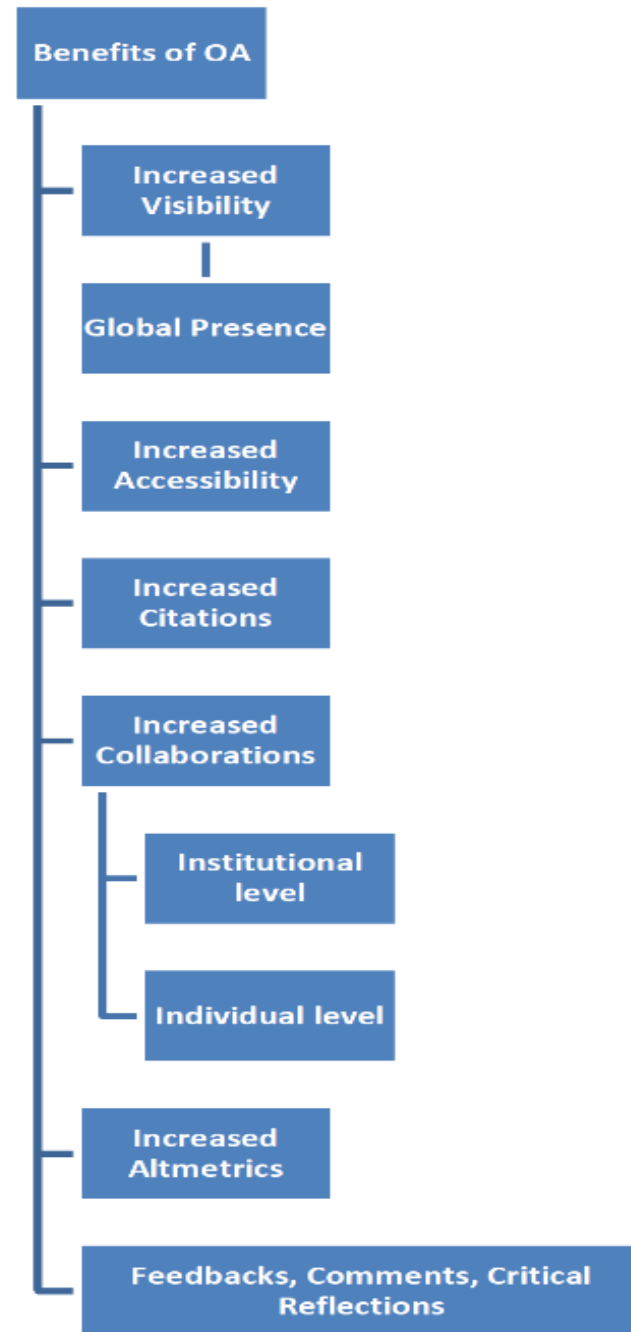 Benefits of OA
Increased
Visibility
Global Presence
Increased
Accessibility
Increased
Citations
Increased
Collaborations
Institutional
level
Individual level
Increased
Altmetrics
Feedbacks, Comments, Critical
Reflections